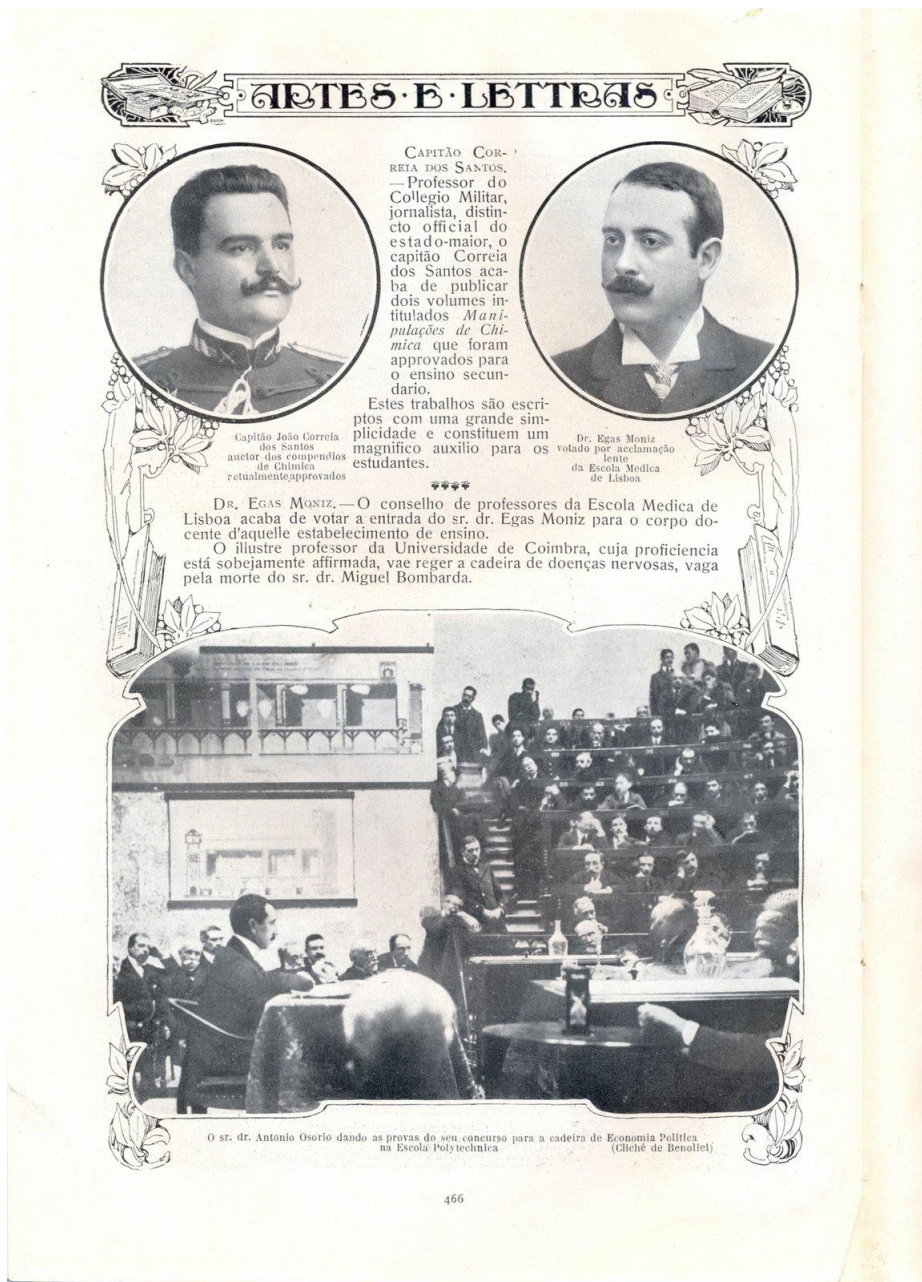 ARTES · E · LETTRAS
CAPITÃO COR-
REIA DOS SANTOS.
—Professor do
Collegio Militar,
jornalista, distin-
cto official do
estado-maior, o
capitão Correia
dos Santos aca-
ba de publicar
dois volumes in-
titulados Mani-
pulações de Chi-
mica que foram
approvados para
o ensino secun-
dario.
Estes trabalhos são escri-
ptos com uma grande sim-
plicidade e constituem um
magnifico auxilio para os
estudantes.
Capitão João Correia
dos Santos
auctor dos compendios
de Chimica
actualmente approvados
Dr. Egas Moniz
votado por acclamação
lente
da Escola Medica
de Lisboa
DR. EGAS MONIZ.—O conselho de professores da Escola Medica de
Lisboa acaba de votar a entrada do sr. dr. Egas Moniz para o corpo do-
cente d'aquelle estabelecimento de ensino.
O illustre professor da Universidade de Coimbra, cuja proficiencia
está sobejamente affirmada, vae reger a cadeira de doenças nervosas, vaga
pela morte do sr. dr. Miguel Bombarda.
O sr. dr. Antonio Osorio dando as provas do seu concurso para a cadeira de Economia Politica
na Escola Polytechnica (Cliché de Benoliel)
466